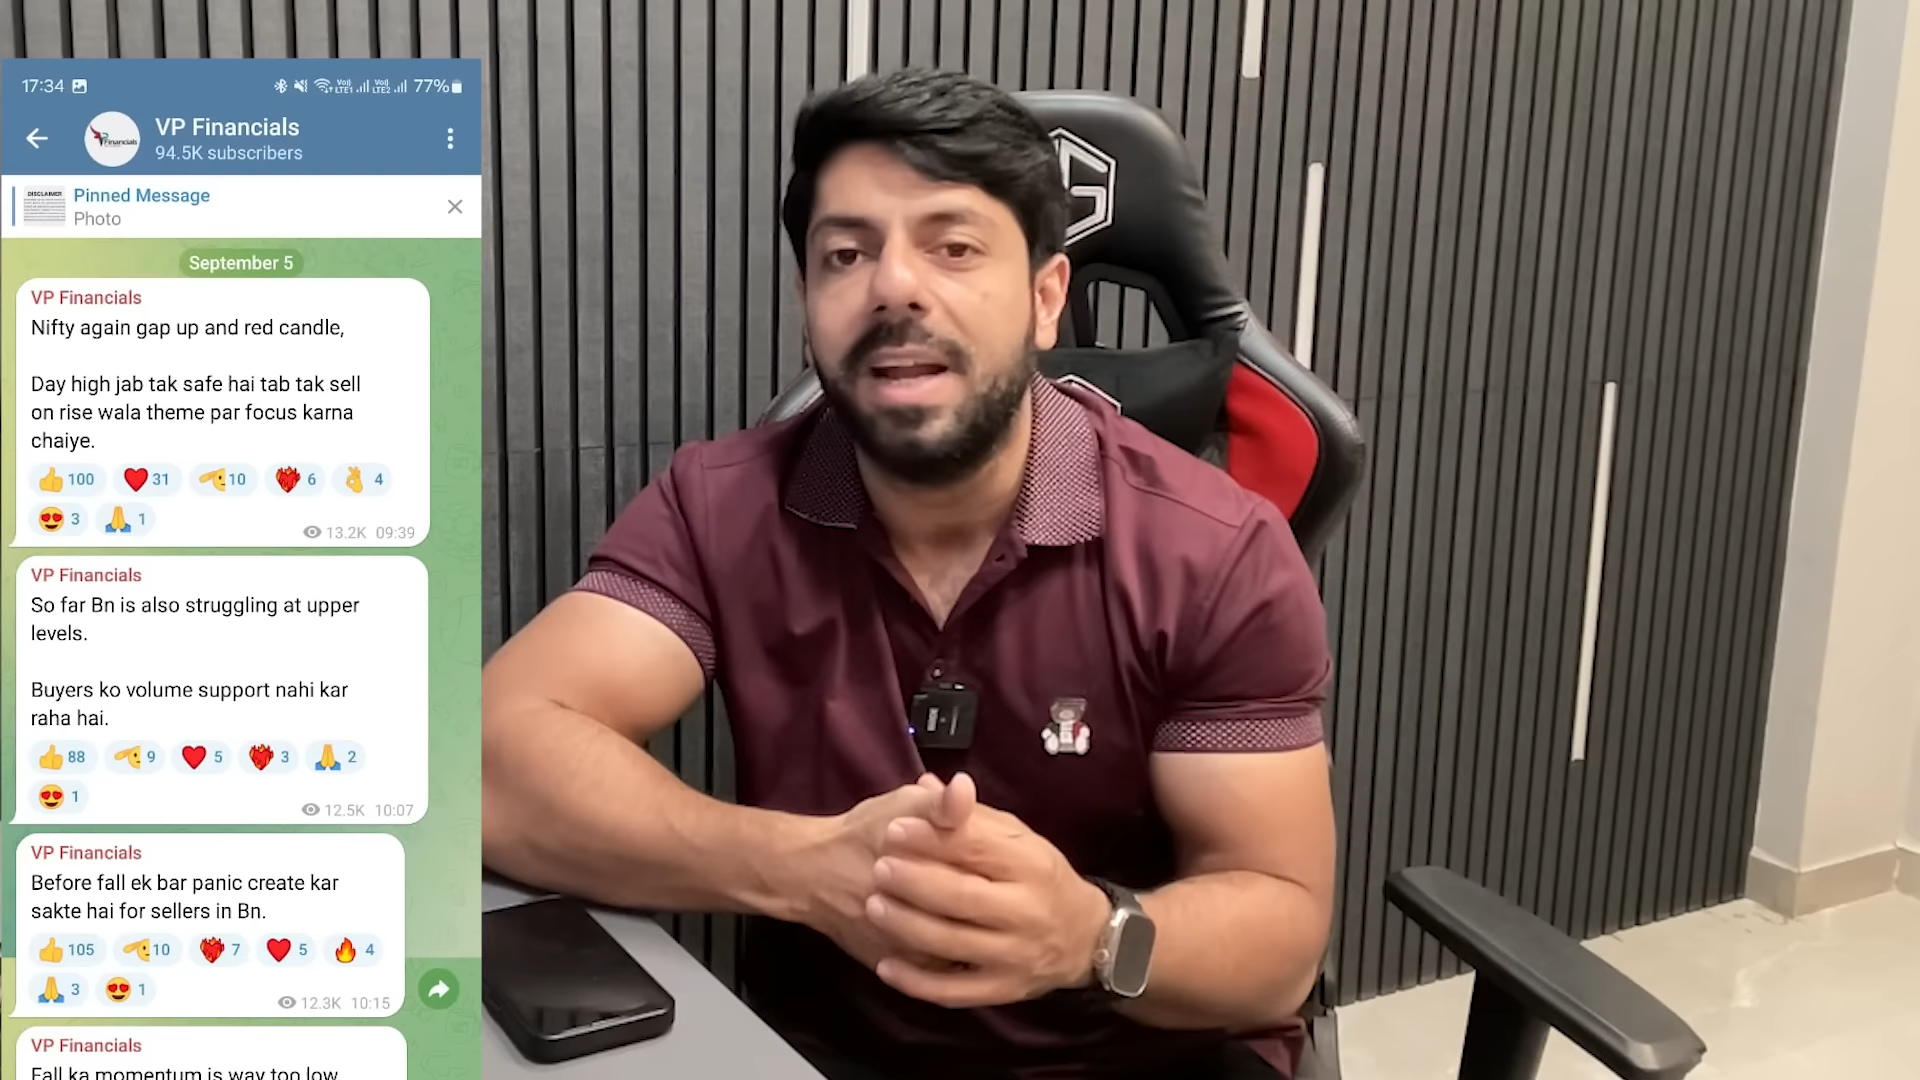 17:34
Voi) LTE1
Voi) LTE2
77%
Financials
VP Financials
94.5K subscribers
DISCLAIMER
Pinned Message
Photo
September 5
VP Financials
Nifty again gap up and red candle,
Day high jab tak safe hai tab tak sell
on rise wala theme par focus karna
chaiye.
100 31 10 6 4
3 1
13.2K 09:39
VP Financials
So far Bn is also struggling at upper
levels.
Buyers ko volume support nahi kar
raha hai.
88 9 5 3 2
1
12.5K 10:07
VP Financials
Before fall ek bar panic create kar
sakte hai for sellers in Bn.
105 10 7 5 4
3 1
12.3K 10:15
VP Financials
Fall ka momentum is way too low